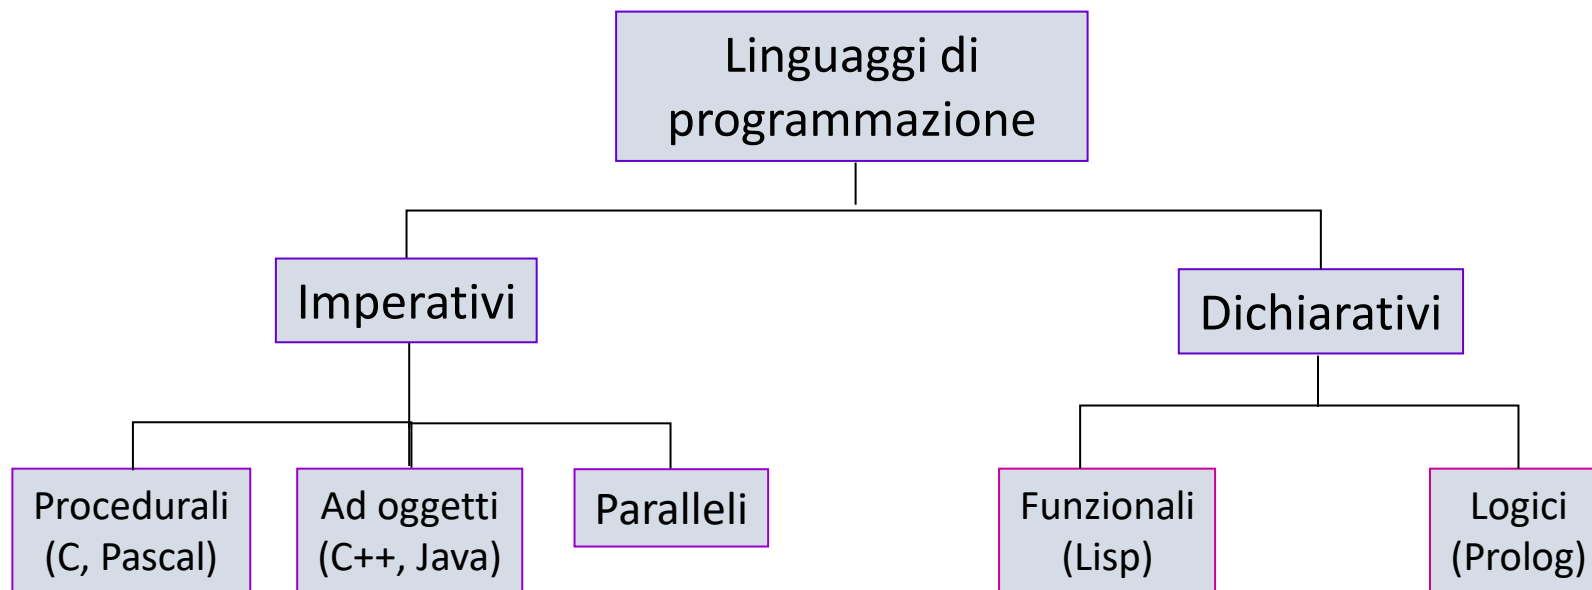 Linguaggi di
programmazione
Imperativi
Dichiarativi
Procedurali
(C, Pascal)
Ad oggetti
(C++, Java)
Paralleli
Funzionali
(Lisp)
Logici
(Prolog)